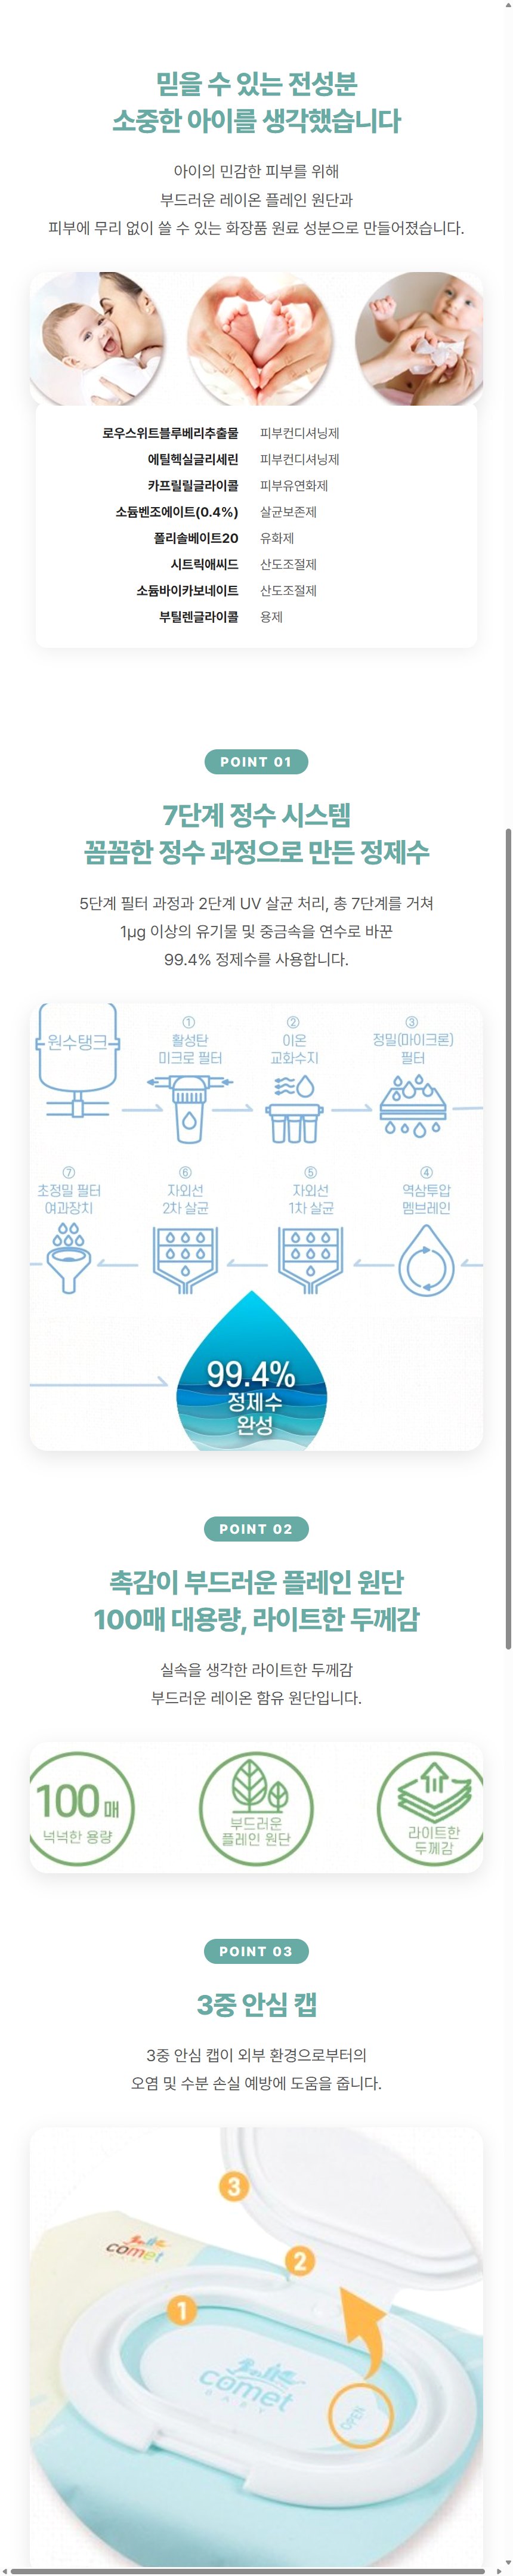 믿을 수 있는 전성분
소중한 아이를 생각했습니다
아이의 민감한 피부를 위해
부드러운 레이온 플레인 원단과
피부에 무리 없이 쓸 수 있는 화장품 원료 성분으로 만들어졌습니다.
로우스위트블루베리추출물 피부컨디셔닝제
에틸헥실글리세린 피부컨디셔닝제
카프릴릴글라이콜 피부유연화제
소듐벤조에이트(0.4%) 살균보존제
폴리솔베이트20 유화제
시트릭애씨드 산도조절제
소듐바이카보네이트 산도조절제
부틸렌글라이콜 용제
POINT 01
7단계 정수 시스템
꼼꼼한 정수 과정으로 만든 정제수
5단계 필터 과정과 2단계 UV 살균 처리, 총 7단계를 거쳐
1μg 이상의 유기물 및 중금속을 연수로 바꾼
99.4% 정제수를 사용합니다.
원수탱크
①
활성탄
미크로 필터
②
이온
교화수지
③
정밀(마이크론)
필터
⑦
초정밀 필터
여과장치
⑥
자외선
2차 살균
⑤
자외선
1차 살균
④
역삼투압
멤브레인
99.4%
정제수
완성
POINT 02
촉감이 부드러운 플레인 원단
100매 대용량, 라이트한 두께감
실속을 생각한 라이트한 두께감
부드러운 레이온 함유 원단입니다.
100 매
넉넉한 용량
부드러운
플레인 원단
라이트한
두께감
POINT 03
3중 안심 캡
3중 안심 캡이 외부 환경으로부터의
오염 및 수분 손실 예방에 도움을 줍니다.
3
comet
2
1
comet
BABY
OPEN